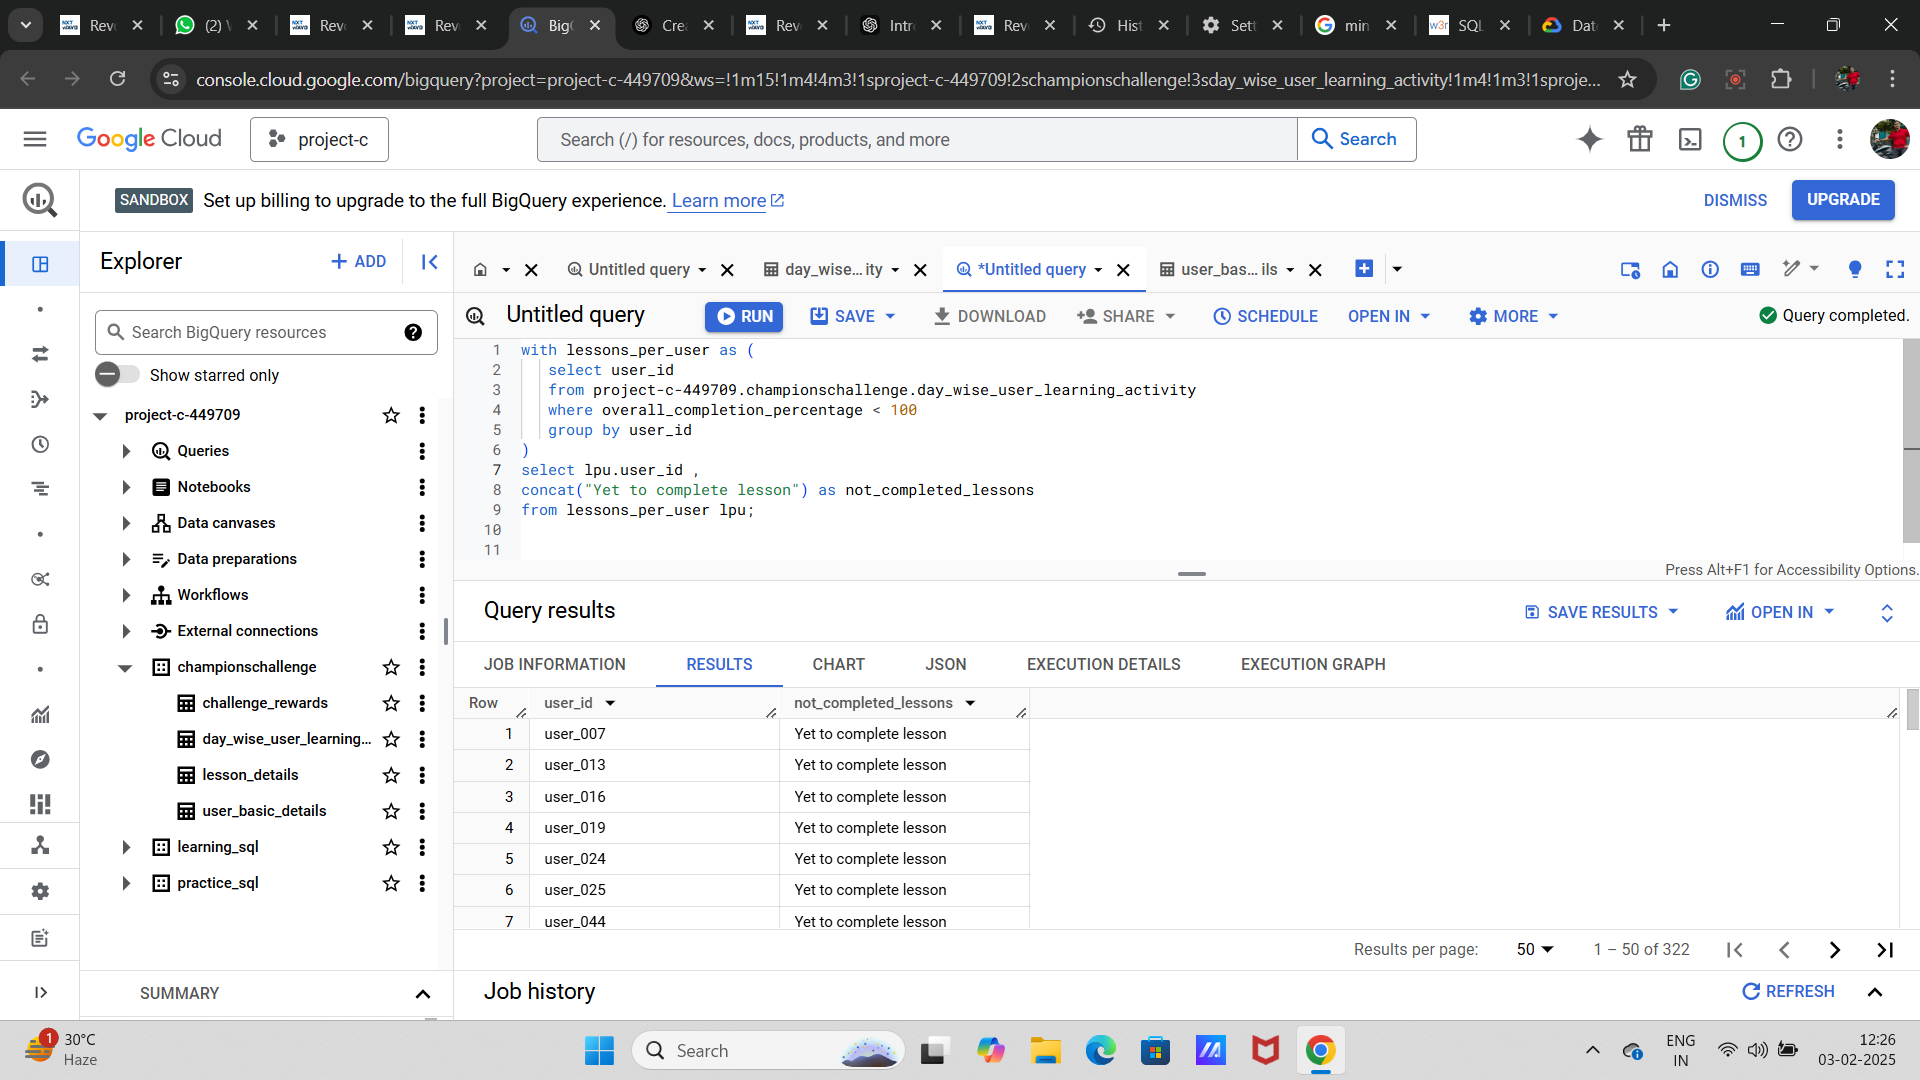 Rev
(2)
Rev
Rev
Big
Crea
Rev
Intr
Rev
Hist
Sett
min
SQL
Dat
console.cloud.google.com/bigquery?project=project-c-449709&ws=!1m15!1m4!4m3!1sproject-c-449709!2schampionschallenge!3sday_wise_user_learning_activity!1m4!1m3!1sproje...
Google Cloud
project-c
Search (/) for resources, docs, products, and more
Search
1
SANDBOX
Set up billing to upgrade to the full BigQuery experience. Learn more
DISMISS
UPGRADE
Explorer
+ ADD
Untitled query
day_wise...ity
*Untitled query
user_bas...ils
Search BigQuery resources
Show starred only
Untitled query
RUN
SAVE
DOWNLOAD
SHARE
SCHEDULE
OPEN IN
MORE
Query completed.
project-c-449709
Queries
Notebooks
Data canvases
Data preparations
Workflows
External connections
championschallenge
challenge_rewards
day_wise_user_learning...
lesson_details
user_basic_details
learning_sql
practice_sql
SUMMARY
1 with lessons_per_user as (
2 select user_id
3 from project-c-449709.championschallenge.day_wise_user_learning_activity
4 where overall_completion_percentage < 100
5 group by user_id
6 )
7 select lpu.user_id ,
8 concat("Yet to complete lesson") as not_completed_lessons
9 from lessons_per_user lpu;
10
11
Press Alt+F1 for Accessibility Options.
Query results
SAVE RESULTS
OPEN IN
JOB INFORMATION
RESULTS
CHART
JSON
EXECUTION DETAILS
EXECUTION GRAPH
Row user_id not_completed_lessons
1 user_007 Yet to complete lesson
2 user_013 Yet to complete lesson
3 user_016 Yet to complete lesson
4 user_019 Yet to complete lesson
5 user_024 Yet to complete lesson
6 user_025 Yet to complete lesson
7 user_044 Yet to complete lesson
Results per page: 50 1 – 50 of 322
Job history
REFRESH
1
30°C
Haze
Search
ENG
IN
12:26
03-02-2025